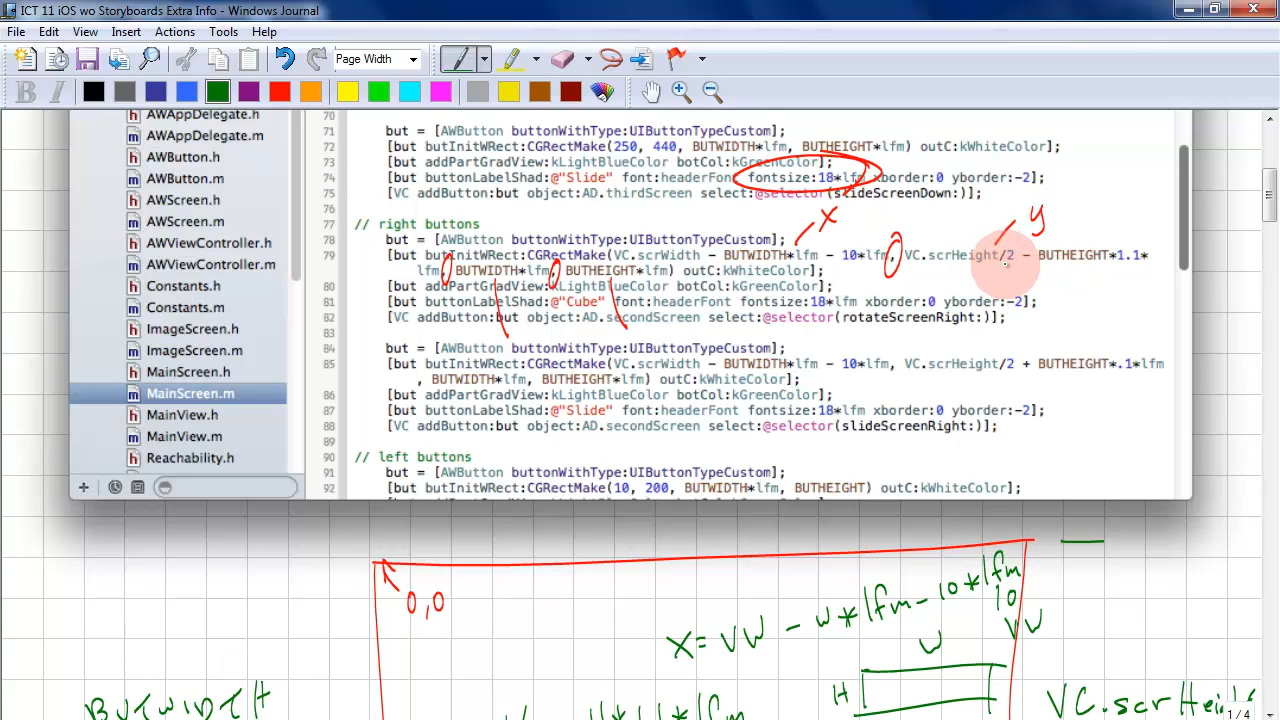 ICT 11 iOS wo Storyboards Extra Info - Windows Journal
File Edit View Insert Actions Tools Help
Page Width
B I
AWAppDelegate.h
AWAppDelegate.m
AWButton.h
AWButton.m
AWScreen.h
AWScreen.m
AWViewController.h
AWViewController.m
Constants.h
Constants.m
ImageScreen.h
ImageScreen.m
MainScreen.h
MainScreen.m
MainView.h
MainView.m
Reachability.h
70
71 but = [AWButton buttonWithType:UIButtonTypeCustom];
72 [but butInitWRect:CGRectMake(250, 440, BUTWIDTH*lfm, BUTHEIGHT*lfm) outC:kWhiteColor];
73 [but addPartGradView:kLightBlueColor botCol:kGreenColor];
74 [but buttonLabelShad:@"Slide" font:headerFont fontsize:18*lfm xborder:0 yborder:-2];
75 [VC addButton:but object:AD.thirdScreen select:@selector(slideScreenDown:)];
76
x
y
77 // right buttons
78 but = [AWButton buttonWithType:UIButtonTypeCustom];
79 [but butInitWRect:CGRectMake(VC.scrWidth - BUTWIDTH*lfm - 10*lfm, VC.scrHeight/2 - BUTHEIGHT*1.1*
lfm, BUTWIDTH*lfm, BUTHEIGHT*lfm) outC:kWhiteColor];
80 [but addPartGradView:kLightBlueColor botCol:kGreenColor];
81 [but buttonLabelShad:@"Cube" font:headerFont fontsize:18*lfm xborder:0 yborder:-2];
82 [VC addButton:but object:AD.secondScreen select:@selector(rotateScreenRight:)];
83
84 but = [AWButton buttonWithType:UIButtonTypeCustom];
85 [but butInitWRect:CGRectMake(VC.scrWidth - BUTWIDTH*lfm - 10*lfm, VC.scrHeight/2 + BUTHEIGHT*.1*lfm
, BUTWIDTH*lfm, BUTHEIGHT*lfm) outC:kWhiteColor];
86 [but addPartGradView:kLightBlueColor botCol:kGreenColor];
87 [but buttonLabelShad:@"Slide" font:headerFont fontsize:18*lfm xborder:0 yborder:-2];
88 [VC addButton:but object:AD.secondScreen select:@selector(slideScreenRight:)];
89
90 // left buttons
91 but = [AWButton buttonWithType:UIButtonTypeCustom];
92 [but butInitWRect:CGRectMake(10, 200, BUTWIDTH*lfm, BUTHEIGHT) outC:kWhiteColor];
0,0
X = VW - W*lfm - 10*lfm
10
VW
W
H
BUTWIDTH
VC.scrHeight
1/4